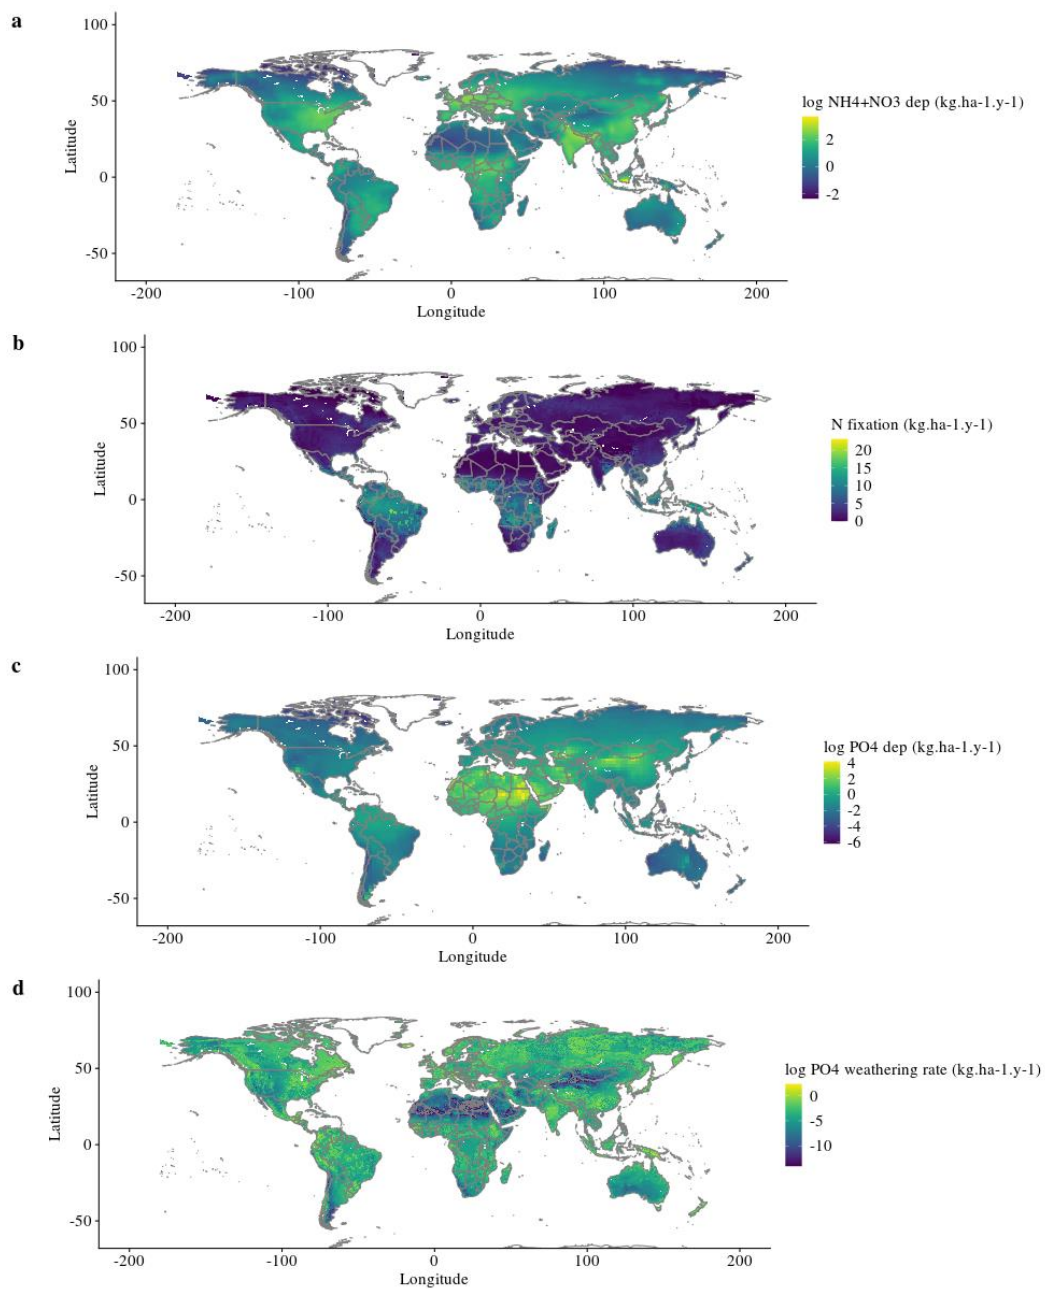 a
100
50
0
-50
Latitude
-200 -100 0 100 200
Longitude
log NH4+NO3 dep (kg.ha-1.y-1)
2
0
-2
b
100
50
0
-50
Latitude
-200 -100 0 100 200
Longitude
N fixation (kg.ha-1.y-1)
20
15
10
5
0
c
100
50
0
-50
Latitude
-200 -100 0 100 200
Longitude
log PO4 dep (kg.ha-1.y-1)
4
2
0
-2
-4
-6
d
100
50
0
-50
Latitude
-200 -100 0 100 200
Longitude
log PO4 weathering rate (kg.ha-1.y-1)
0
-5
-10